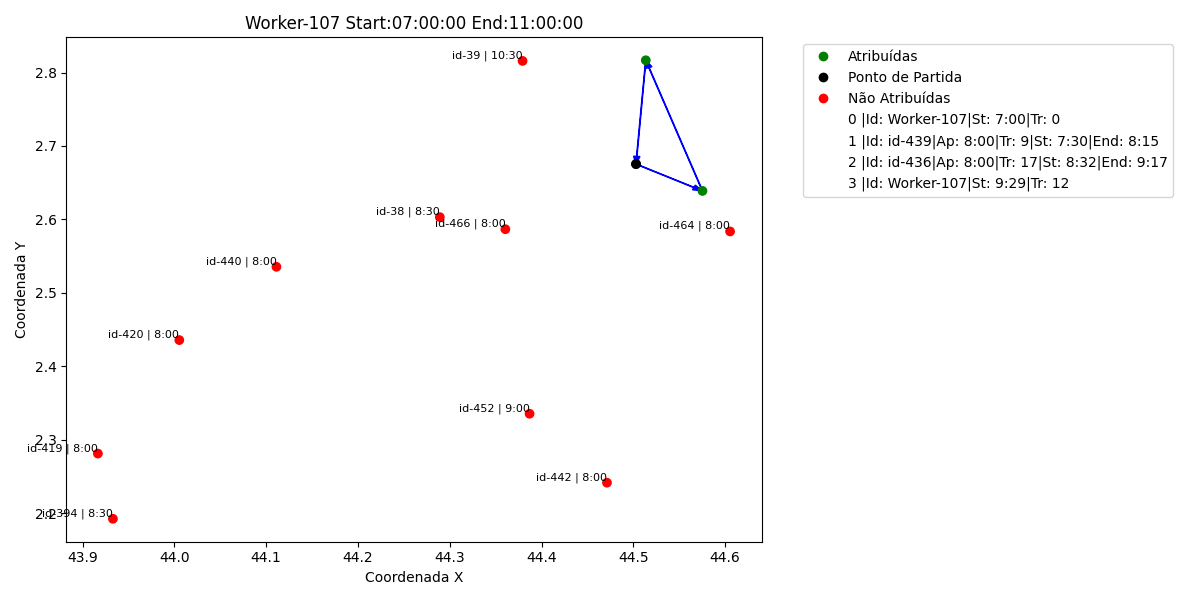 Worker-107 Start:07:00:00 End:11:00:00
id-39 | 10:30
id-38 | 8:30
id-466 | 8:00
id-464 | 8:00
id-440 | 8:00
id-420 | 8:00
id-452 | 9:00
id-419 | 8:00
id-442 | 8:00
id-394 | 8:30
2.8
2.7
2.6
2.5
2.4
2.3
2.2
Coordenada Y
43.9
44.0
44.1
44.2
44.3
44.4
44.5
44.6
Coordenada X
Atribuídas
Ponto de Partida
Não Atribuídas
0 |Id: Worker-107|St: 7:00|Tr: 0
1 |Id: id-439|Ap: 8:00|Tr: 9|St: 7:30|End: 8:15
2 |Id: id-436|Ap: 8:00|Tr: 17|St: 8:32|End: 9:17
3 |Id: Worker-107|St: 9:29|Tr: 12